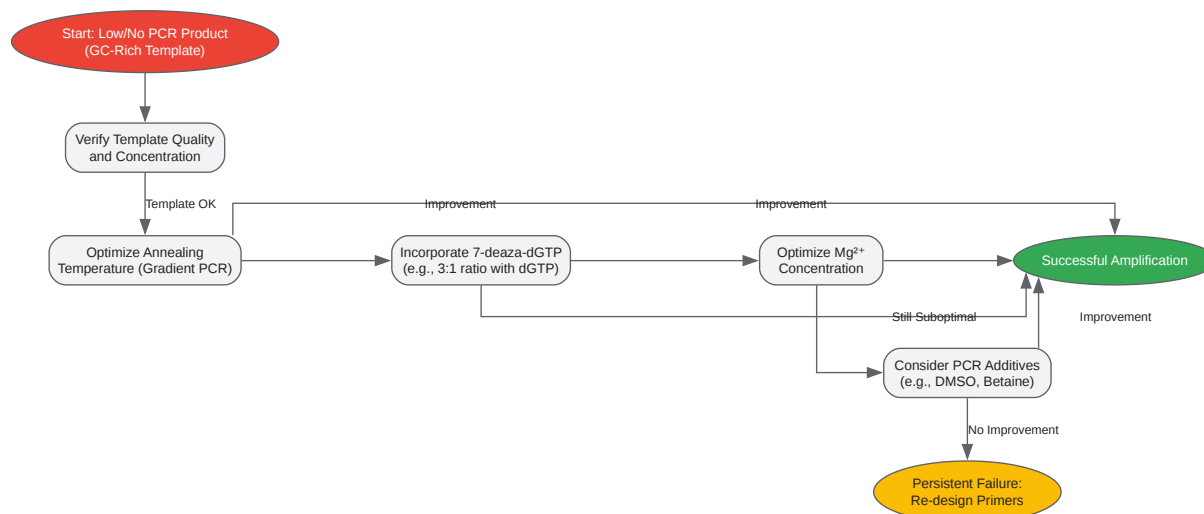 Start: Low/No PCR Product
(GC-Rich Template)
Verify Template Quality
and Concentration
Template OK
Improvement
Improvement
Optimize Annealing
Temperature (Gradient PCR)
Incorporate 7-deaza-dGTP
(e.g., 3:1 ratio with dGTP)
Optimize Mg²⁺
Concentration
Successful Amplification
Still Suboptimal
Improvement
Consider PCR Additives
(e.g., DMSO, Betaine)
No Improvement
Persistent Failure:
Re-design Primers